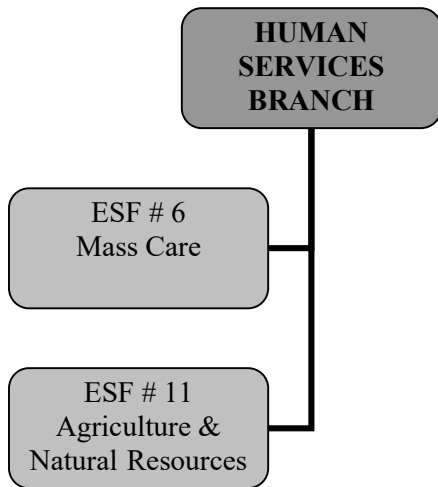 HUMAN
SERVICES
BRANCH
ESF # 6
Mass Care
ESF # 11
Agriculture &
Natural Resources